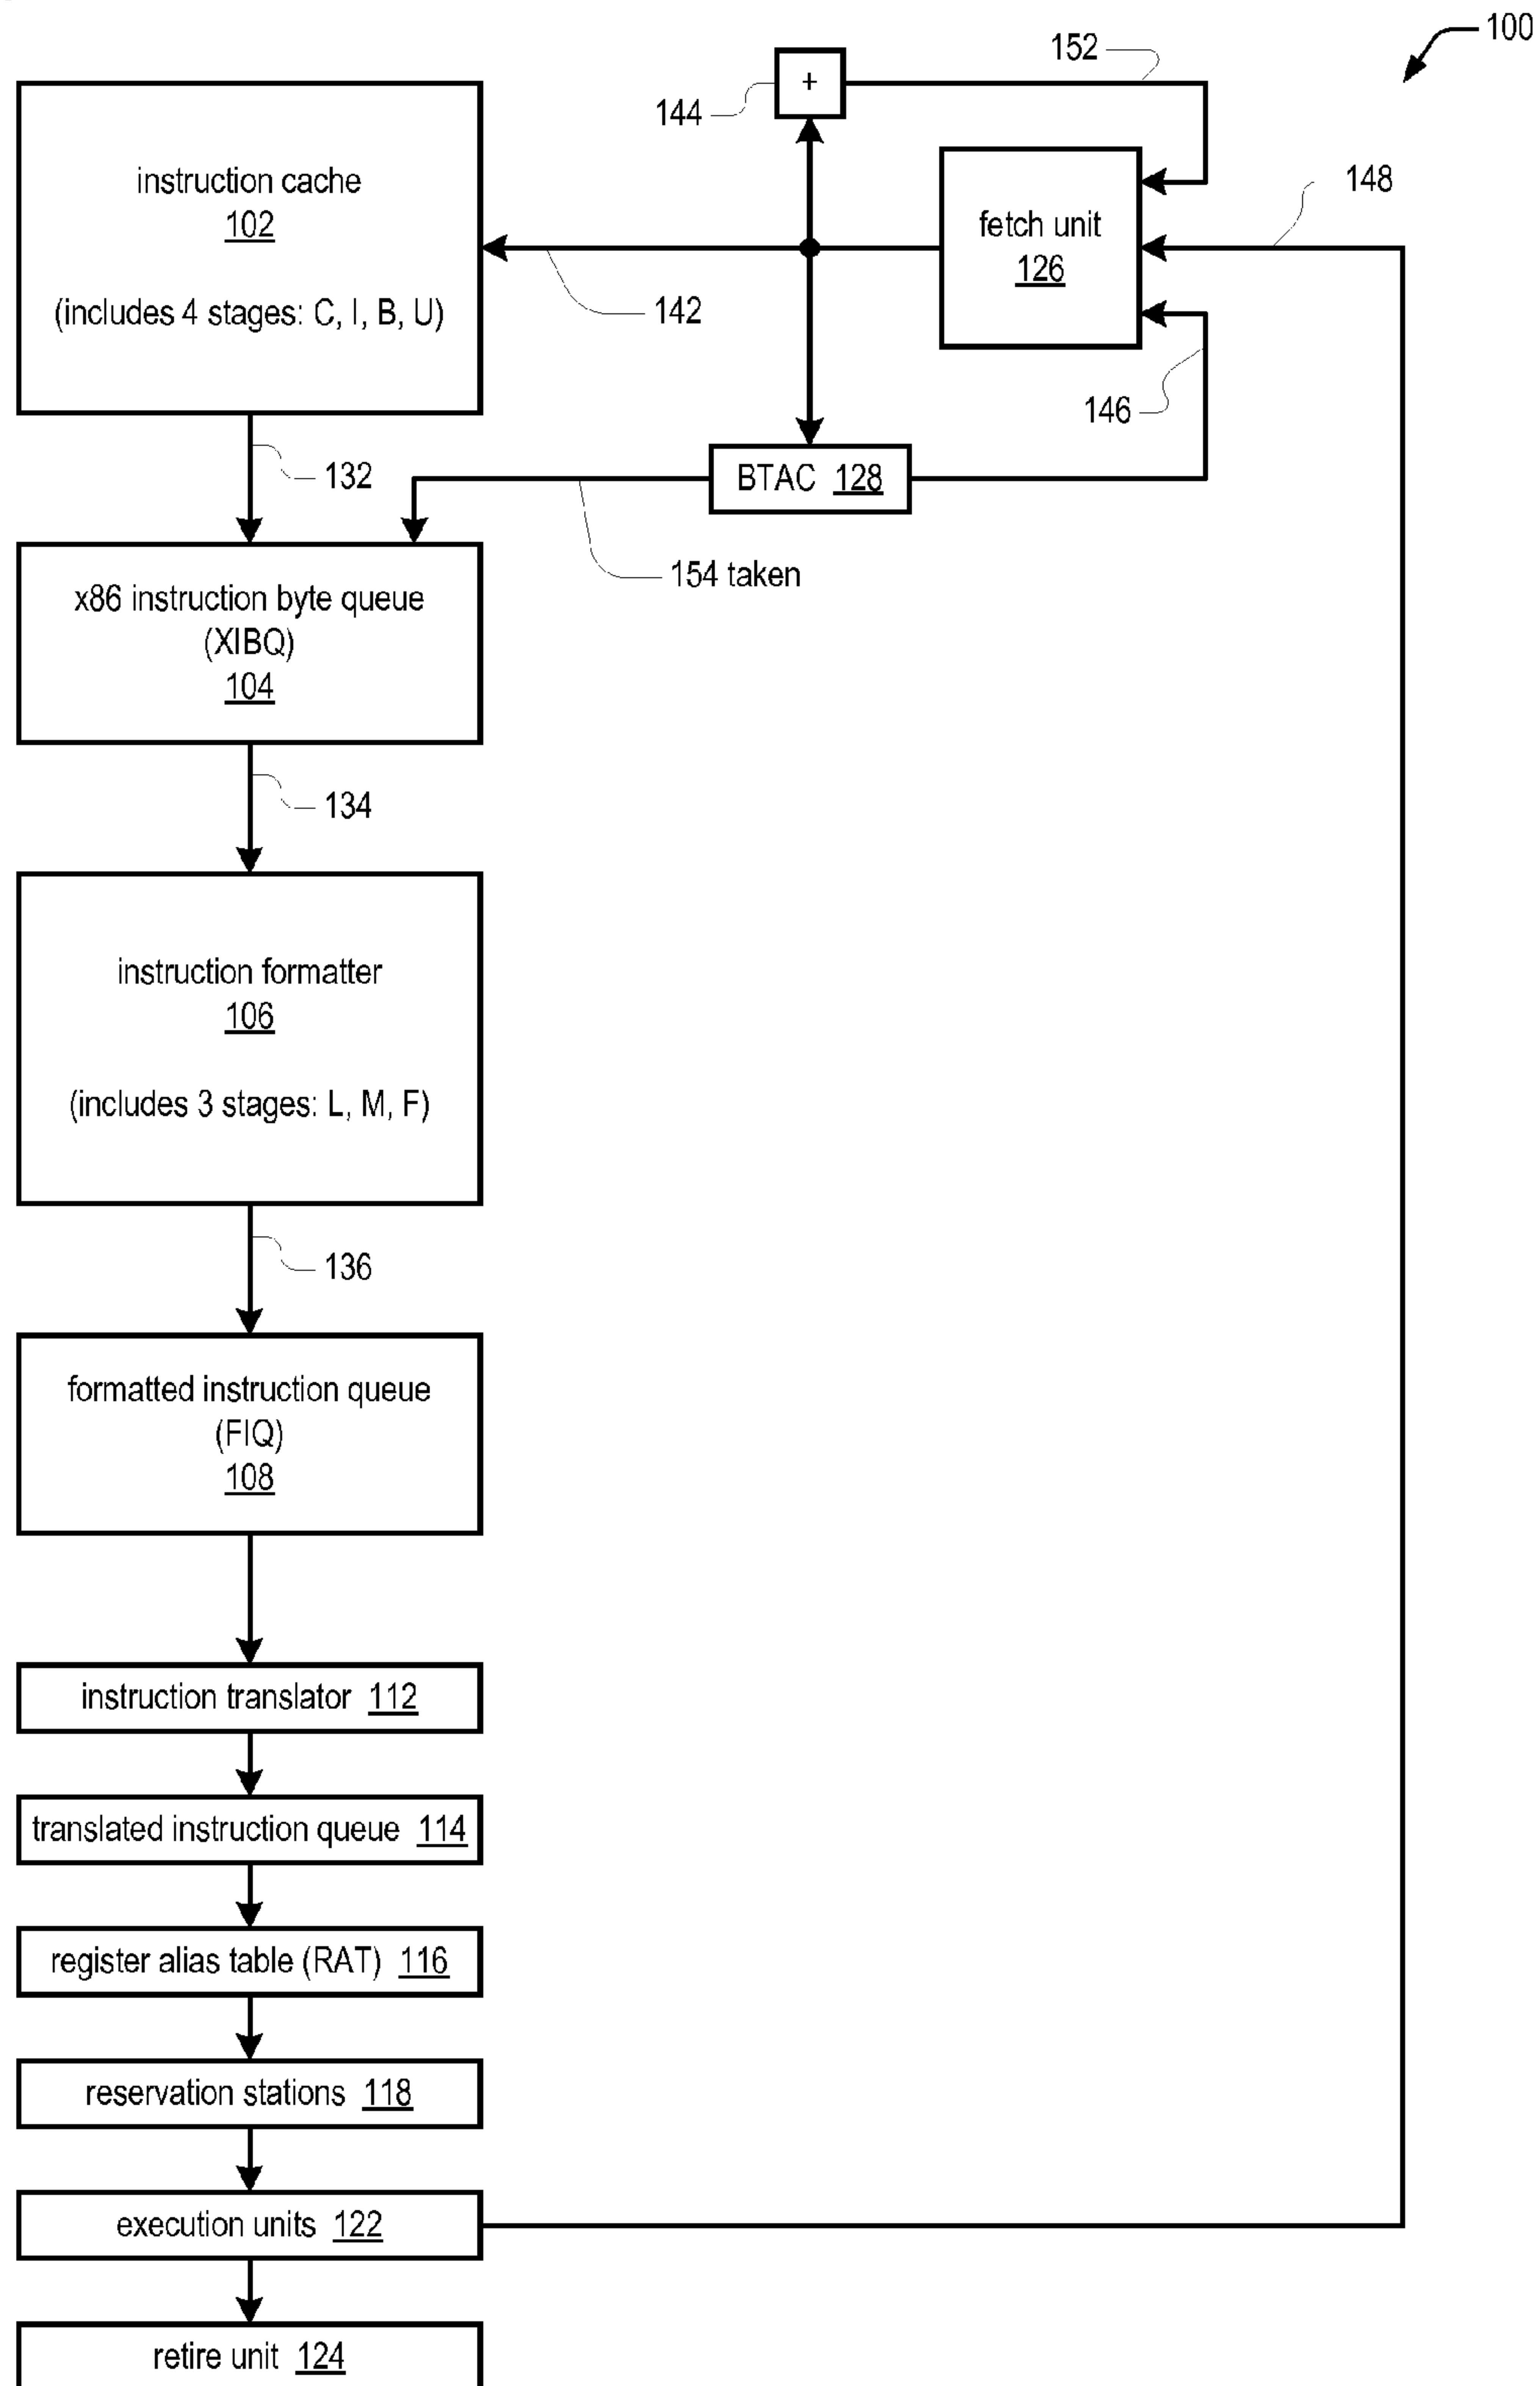 100
152
+
144
instruction cache
102
(includes 4 stages: C, I, B, U)
fetch unit
126
148
142
146
132
BTAC 128
154 taken
x86 instruction byte queue
(XIBQ)
104
134
instruction formatter
106
(includes 3 stages: L, M, F)
136
formatted instruction queue
(FIQ)
108
instruction translator 112
translated instruction queue 114
register alias table (RAT) 116
reservation stations 118
execution units 122
retire unit 124